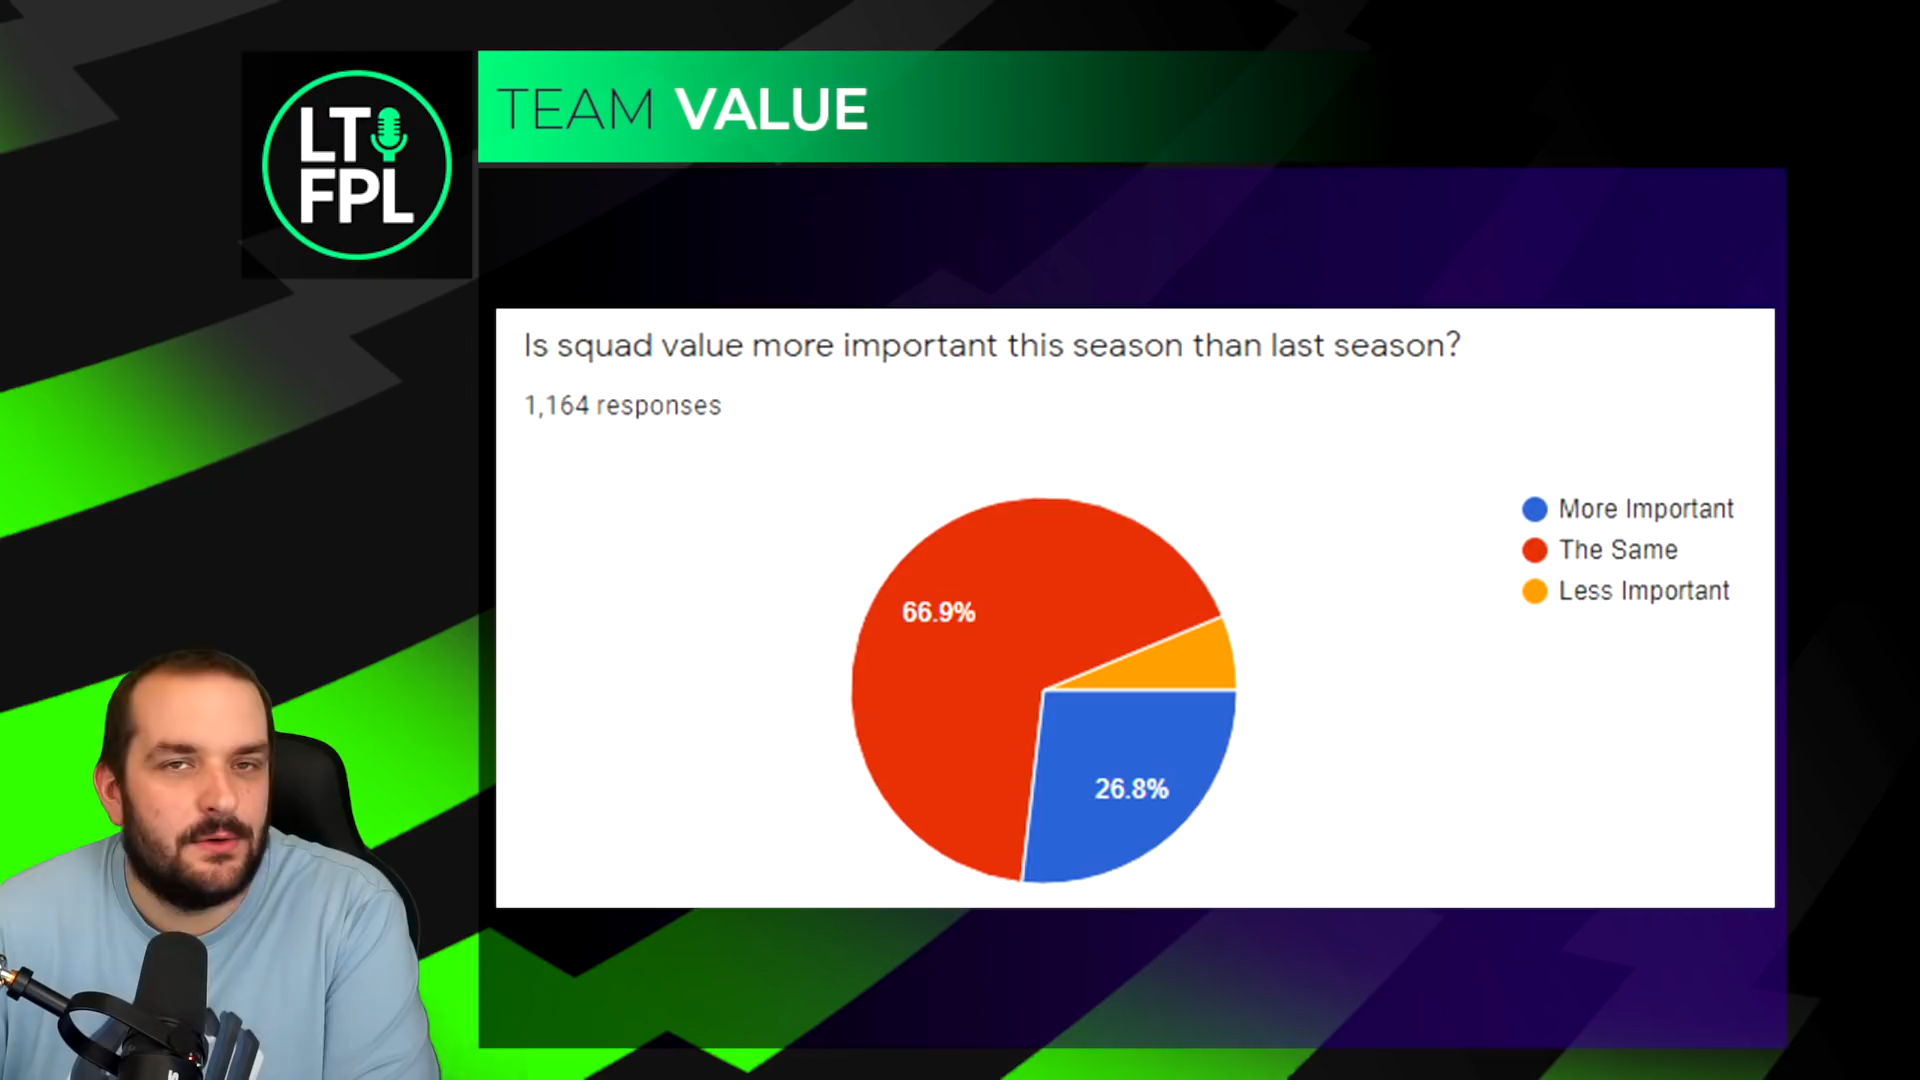 LT
FPL
TEAM VALUE
Is squad value more important this season than last season?
1,164 responses
More Important
The Same
Less Important
66.9%
26.8%